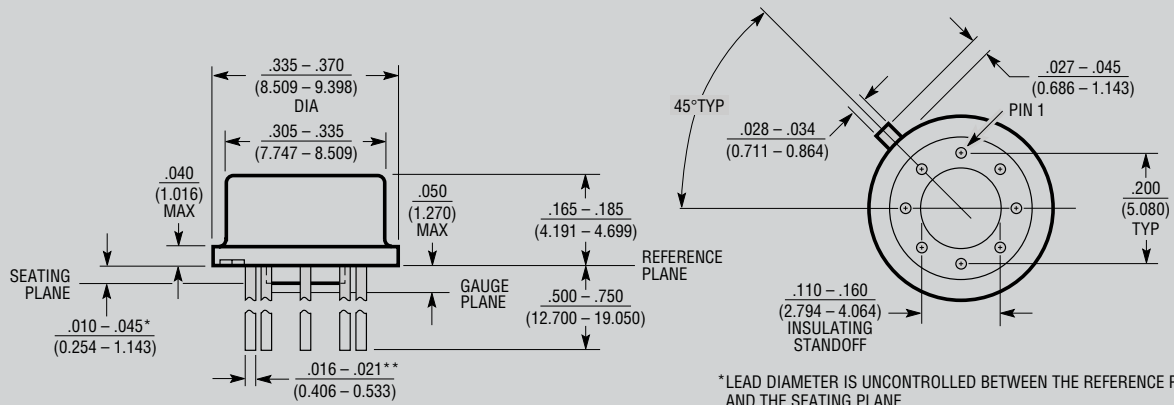 .335 – .370
(8.509 – 9.398)
DIA
.305 – .335
(7.747 – 8.509)
.040
(1.016)
MAX
.050
(1.270)
MAX
.165 – .185
(4.191 – 4.699)
REFERENCE
PLANE
SEATING
PLANE
GAUGE
PLANE
.500 – .750
(12.700 – 19.050)
.010 – .045*
(0.254 – 1.143)
.016 – .021**
(0.406 – 0.533)
45°TYP
.028 – .034
(0.711 – 0.864)
.027 – .045
(0.686 – 1.143)
PIN 1
.200
(5.080)
TYP
.110 – .160
(2.794 – 4.064)
INSULATING
STANDOFF
*LEAD DIAMETER IS UNCONTROLLED BETWEEN THE REFERENCE
AND THE SEATING PLANE